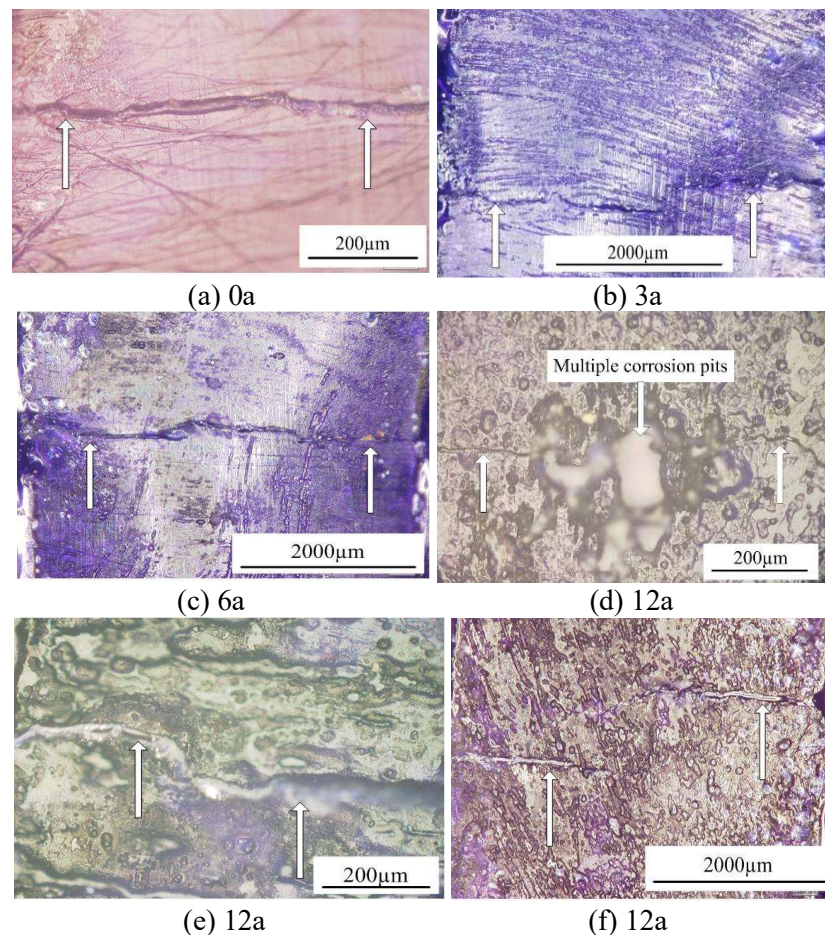 200μm
(a) 0a
2000μm
(b) 3a
2000μm
(c) 6a
Multiple corrosion pits
200μm
(d) 12a
200μm
(e) 12a
2000μm
(f) 12a